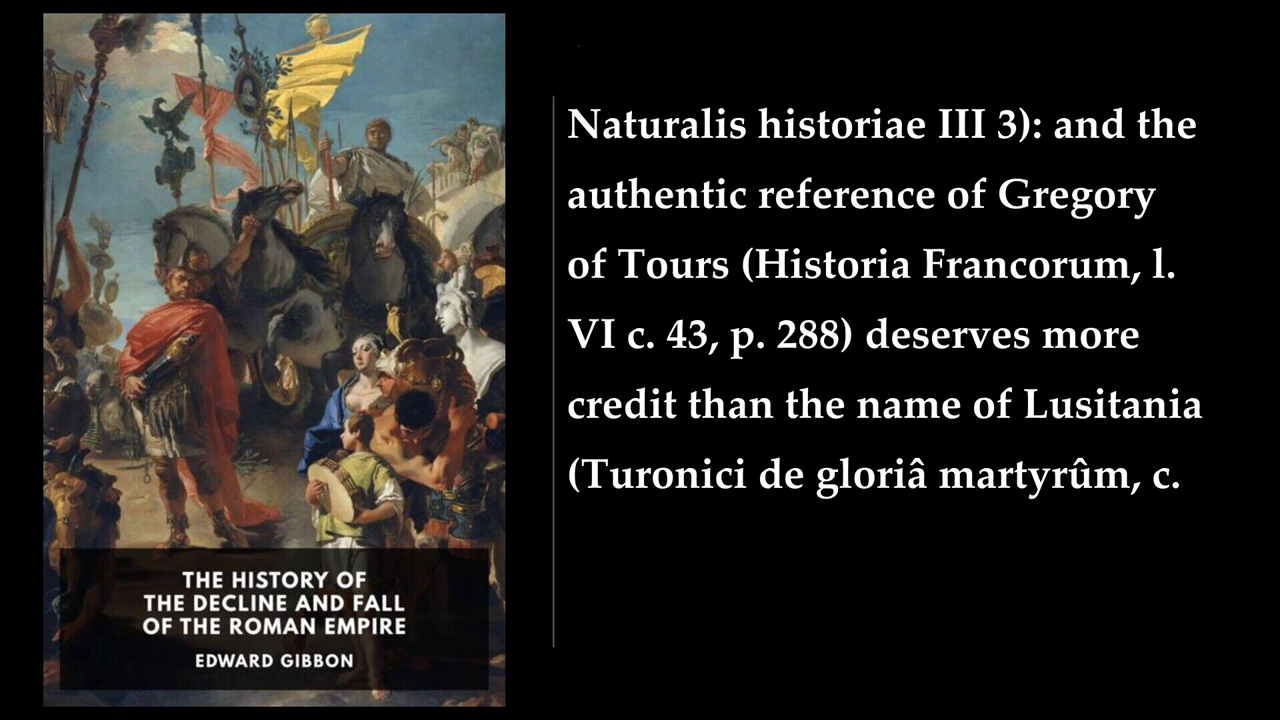 THE HISTORY OF
THE DECLINE AND FALL
OF THE ROMAN EMPIRE
EDWARD GIBBON
Naturalis historiae III 3): and the
authentic reference of Gregory
of Tours (Historia Francorum, l.
VI c. 43, p. 288) deserves more
credit than the name of Lusitania
(Turonici de gloriâ martyrûm, c.